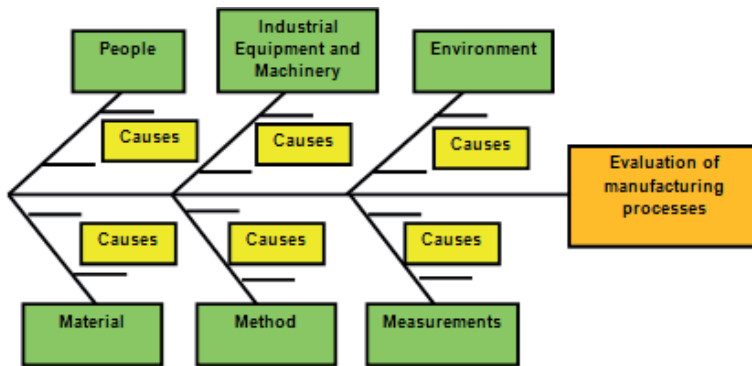 People
Industrial
Equipment and
Machinery
Environment
Causes
Causes
Causes
Evaluation of
manufacturing
processes
Causes
Causes
Causes
Material
Method
Measurements